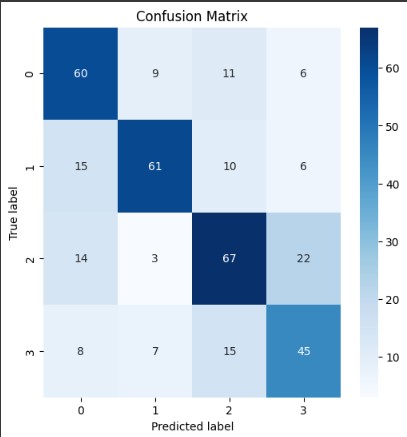 Confusion Matrix
0 60 9 11 6
1 15 61 10 6
2 14 3 67 22
3 8 7 15 45
0 1 2 3
True label
Predicted label
60
50
40
30
20
10